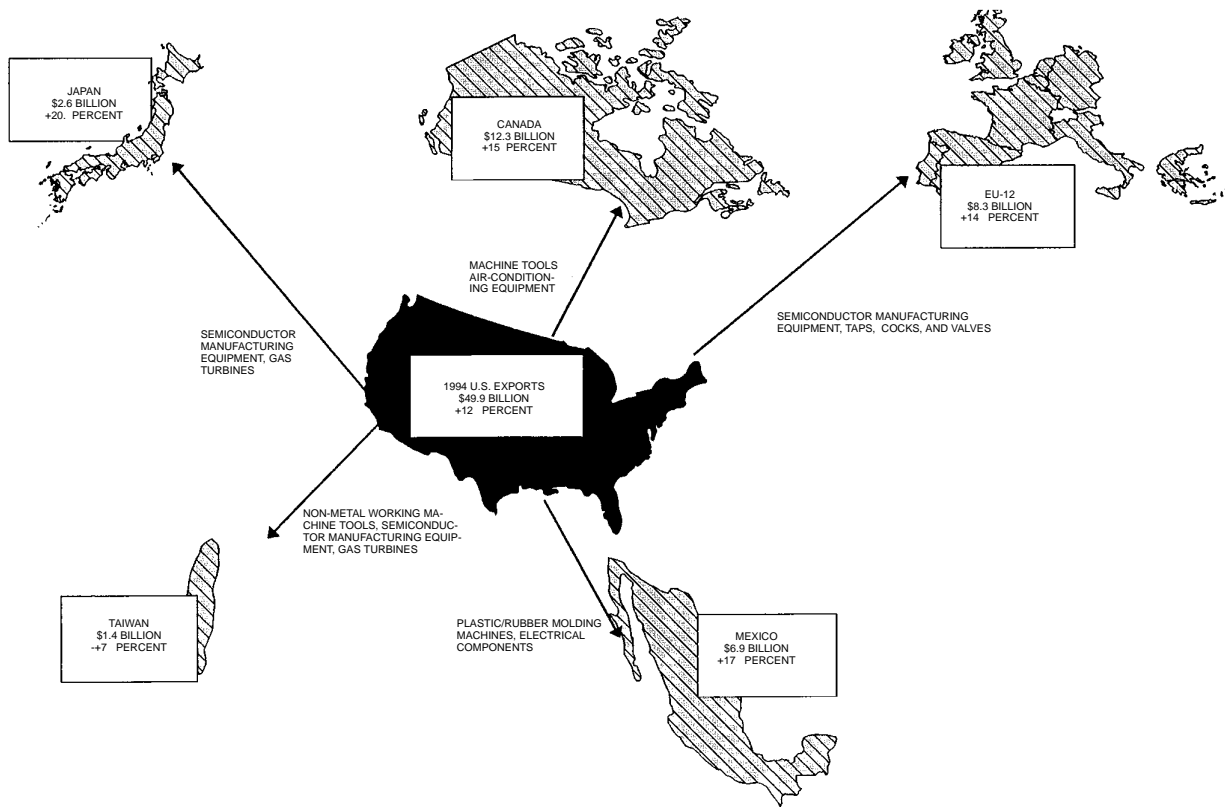 JAPAN
$2.6 BILLION
+20. PERCENT
CANADA
$12.3 BILLION
+15 PERCENT
EU-12
$8.3 BILLION
+14 PERCENT
MACHINE TOOLS
AIR-CONDITION-
ING EQUIPMENT
SEMICONDUCTOR
MANUFACTURING
EQUIPMENT, GAS
TURBINES
SEMICONDUCTOR MANUFACTURING
EQUIPMENT, TAPS, COCKS, AND VALVES
1994 U.S. EXPORTS
$49.9 BILLION
+12 PERCENT
NON-METAL WORKING MA-
CHINE TOOLS, SEMICONDUC-
TOR MANUFACTURING EQUIP-
MENT, GAS TURBINES
TAIWAN
$1.4 BILLION
-+7 PERCENT
PLASTIC/RUBBER MOLDING
MACHINES, ELECTRICAL
COMPONENTS
MEXICO
$6.9 BILLION
+17 PERCENT